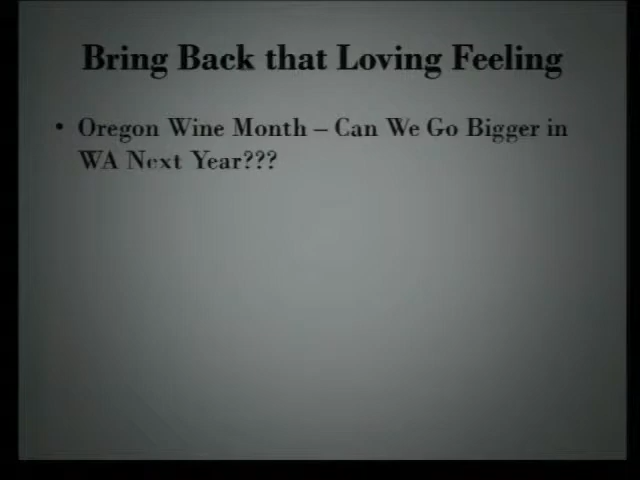 Bring Back that Loving Feeling
• Oregon Wine Month – Can We Go Bigger in
WA Next Year???